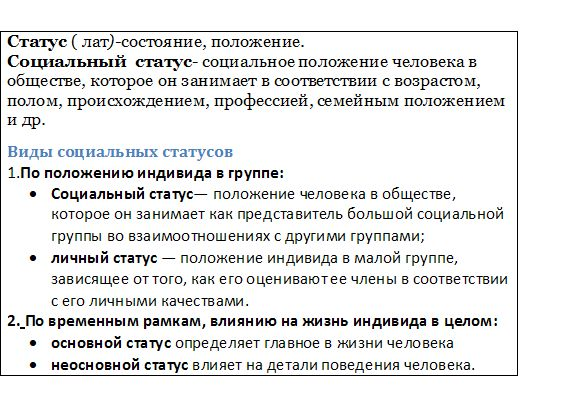 Статус ( лат)-состояние, положение.
Социальный статус- социальное положение человека в
обществе, которое он занимает в соответствии с возрастом,
полом, происхождением, профессией, семейным положением
и др.
Виды социальных статусов
1.По положению индивида в группе:
• Социальный статус— положение человека в обществе,
которое он занимает как представитель большой социальной
группы во взаимоотношениях с другими группами;
• личный статус — положение индивида в малой группе,
зависящее от того, как его оценивают ее члены в соответствии
с его личными качествами.
2. По временным рамкам, влиянию на жизнь индивида в целом:
• основной статус определяет главное в жизни человека
• неосновной статус влияет на детали поведения человека.